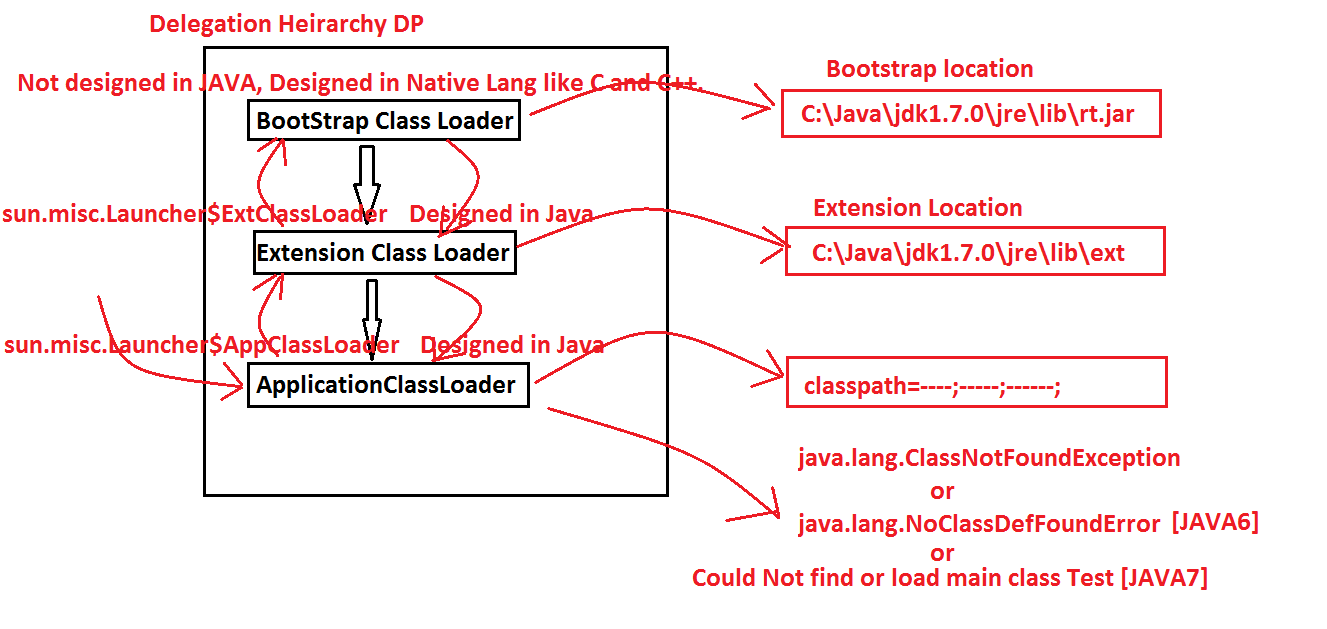 Delegation Heirarchy DP
Not designed in JAVA, Designed in Native Lang like C and C++.
Bootstrap location
BootStrap Class Loader
C:\Java\jdk1.7.0\jre\lib\rt.jar
sun.misc.Launcher$ExtClassLoader Designed in Java
Extension Location
Extension Class Loader
C:\Java\jdk1.7.0\jre\lib\ext
sun.misc.Launcher$AppClassLoader Designed in Java
ApplicationClassLoader
classpath=----;-----;------;
java.lang.ClassNotFoundException
or
java.lang.NoClassDefFoundError [JAVA6]
or
Could Not find or load main class Test [JAVA7]